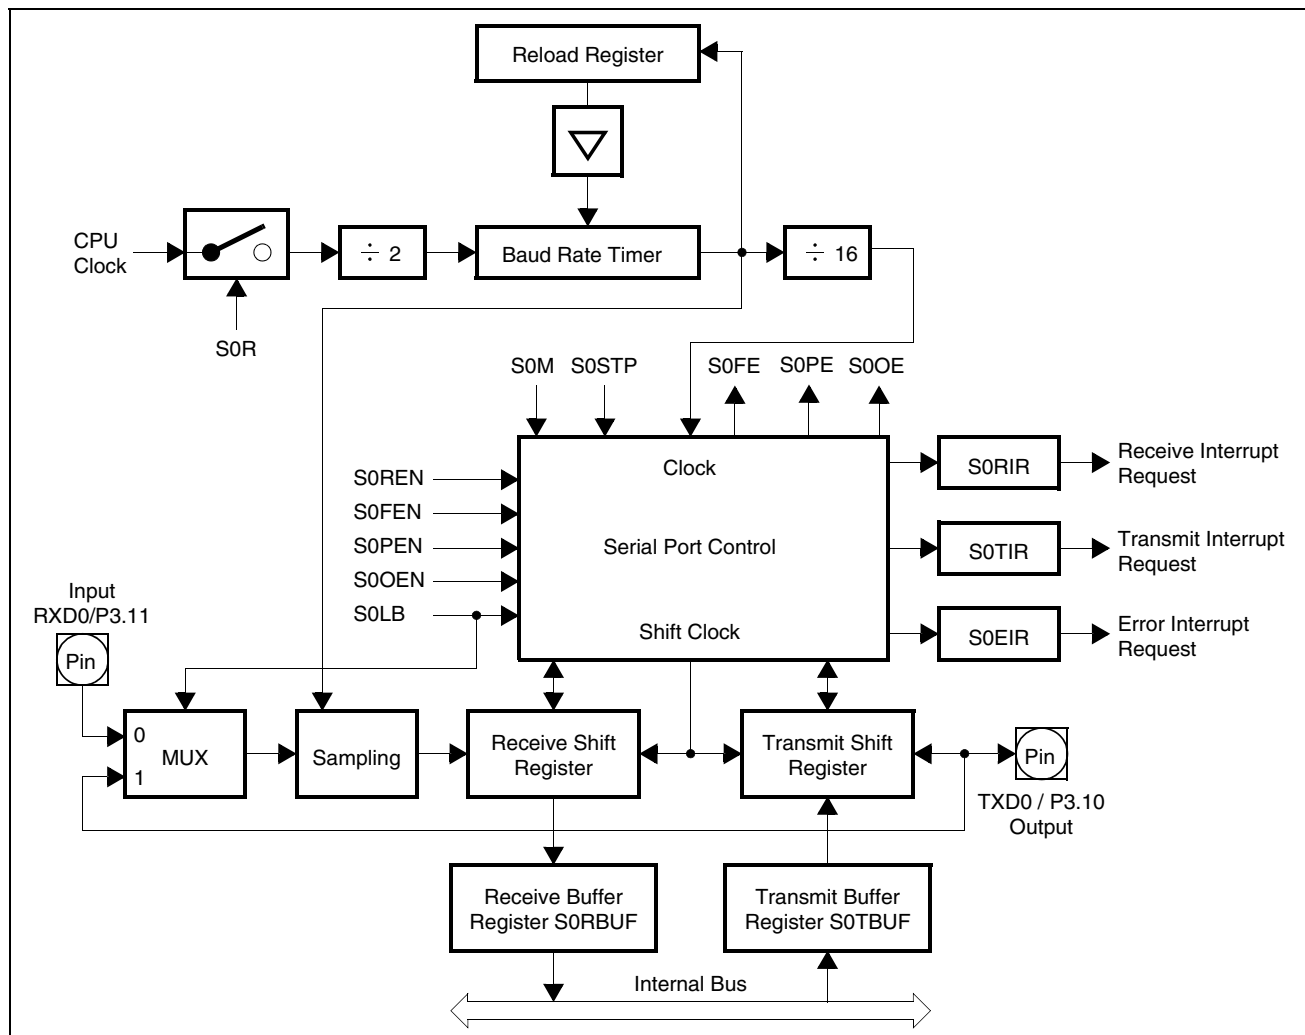 Reload Register
CPU
Clock
÷ 2
Baud Rate Timer
÷ 16
S0R
S0M
S0STP
S0FE
S0PE
S0OE
S0REN
S0FEN
S0PEN
S0OEN
S0LB
Clock
Serial Port Control
Shift Clock
S0RIR
S0TIR
S0EIR
Receive Interrupt
Request
Transmit Interrupt
Request
Error Interrupt
Request
Input
RXD0/P3.11
Pin
0
MUX
1
Sampling
Receive Shift
Register
Transmit Shift
Register
Pin
TXD0 / P3.10
Output
Receive Buffer
Register S0RBUF
Transmit Buffer
Register S0TBUF
Internal Bus